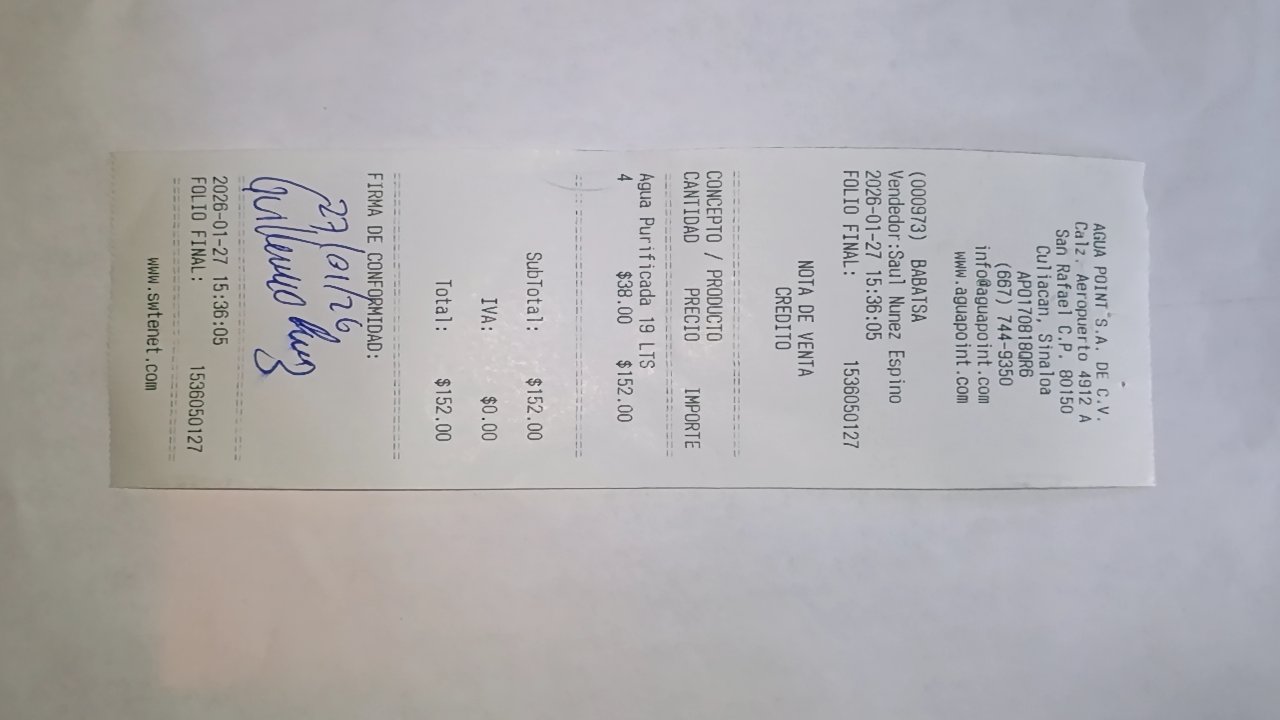 AGUA POINT S.A. DE C.V.
Calz. Aeropuerto 4912 A
San Rafael C.P. 80150
Culiacan, Sinaloa
APO170818QR6
(667) 744-9350
info@aguapoint.com
www.aguapoint.com
(000973) BABATSA
Vendedor:Saul Nunez Espino
2026-01-27 15:36:05
FOLIO FINAL: 1536050127
NOTA DE VENTA
CREDITO
CONCEPTO / PRODUCTO
CANTIDAD PRECIO IMPORTE
Agua Purificada 19 LTS
4 $38.00 $152.00
SubTotal: $152.00
IVA: $0.00
Total: $152.00
FIRMA DE CONFORMIDAD:
27/01/26
Guillermo Ruiz
2026-01-27 15:36:05
FOLIO FINAL: 1536050127
www.swtenet.com